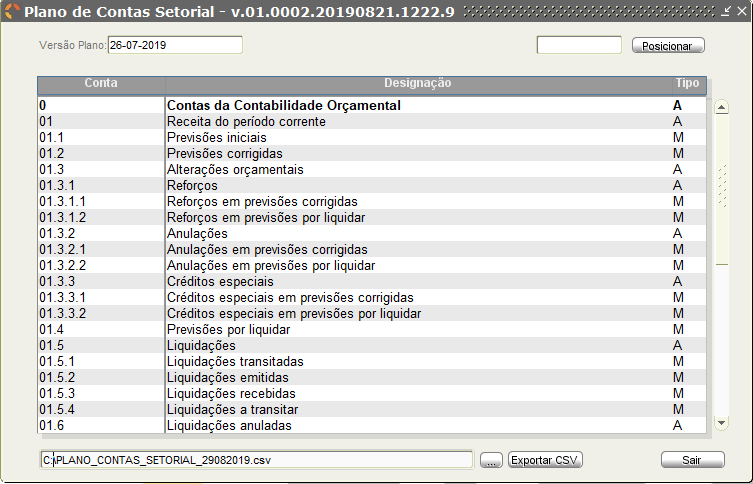 Plano de Contas Setorial - v.01.0002.20190821.1222.9
Versão Plano: 26-07-2019 Posicionar
Conta Designação Tipo
0 Contas da Contabilidade Orçamental A
01 Receita do período corrente A
01.1 Previsões iniciais M
01.2 Previsões corrigidas M
01.3 Alterações orçamentais A
01.3.1 Reforços A
01.3.1.1 Reforços em previsões corrigidas M
01.3.1.2 Reforços em previsões por liquidar M
01.3.2 Anulações A
01.3.2.1 Anulações em previsões corrigidas M
01.3.2.2 Anulações em previsões por liquidar M
01.3.3 Créditos especiais A
01.3.3.1 Créditos especiais em previsões corrigidas M
01.3.3.2 Créditos especiais em previsões por liquidar M
01.4 Previsões por liquidar M
01.5 Liquidações A
01.5.1 Liquidações transitadas M
01.5.2 Liquidações emitidas M
01.5.3 Liquidações recebidas M
01.5.4 Liquidações a transitar M
01.6 Liquidações anuladas A
C:\PLANO_CONTAS_SETORIAL_29082019.csv ... Exportar CSV Sair